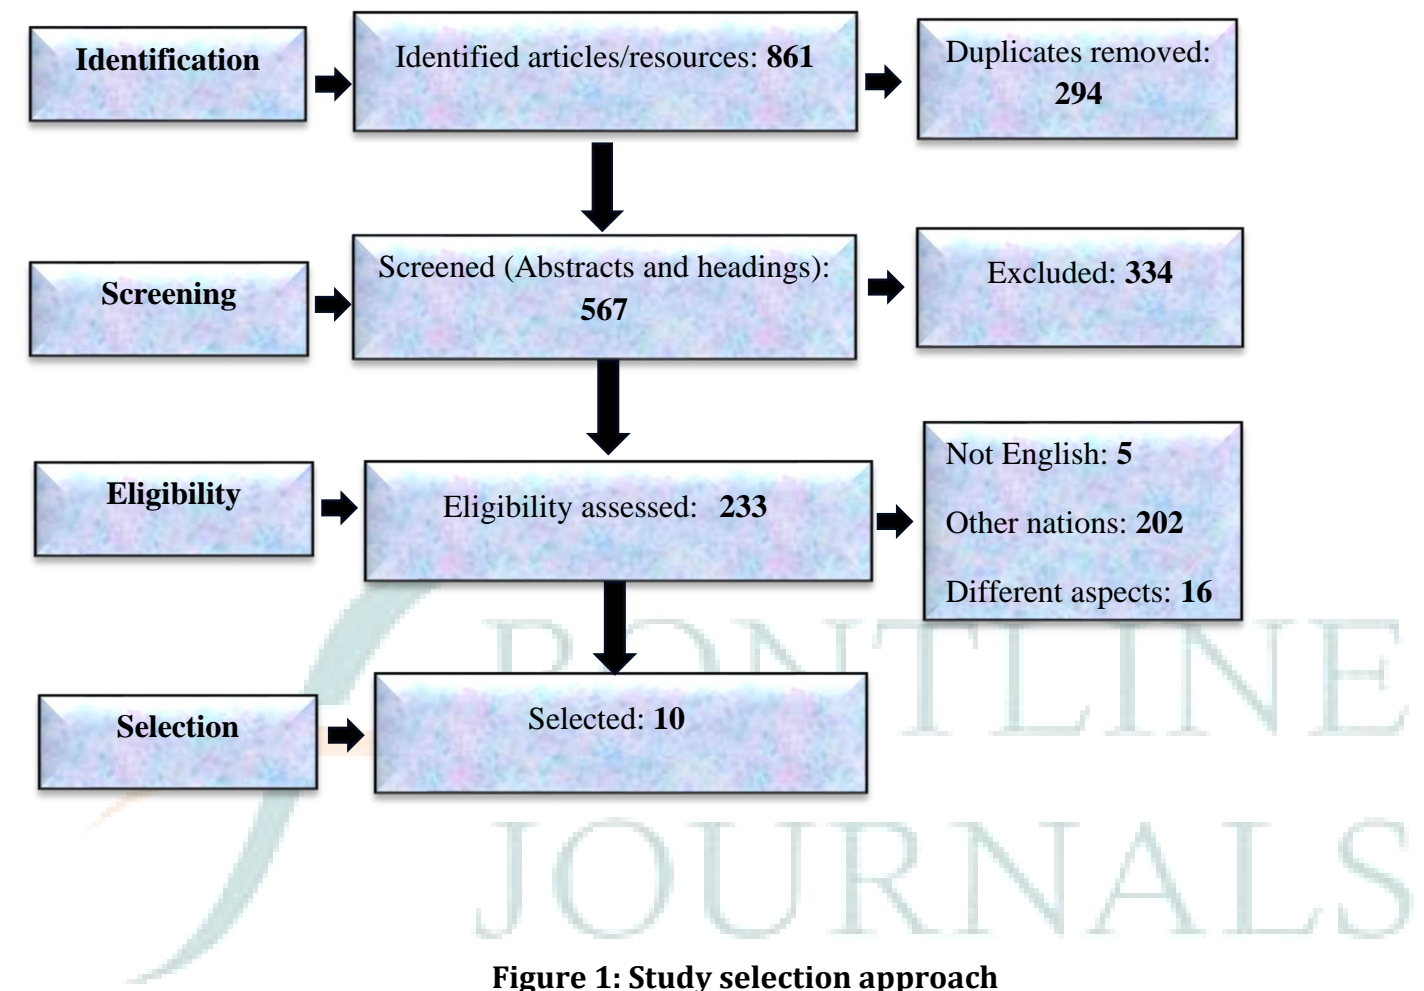 Identification
Identified articles/resources: 861
Duplicates removed:
294
Screening
Screened (Abstracts and headings):
567
Excluded: 334
Eligibility
Eligibility assessed: 233
Not English: 5
Other nations: 202
Different aspects: 16
Selection
Selected: 10
RONTLINE
JOURNALS
Figure 1: Study selection approach